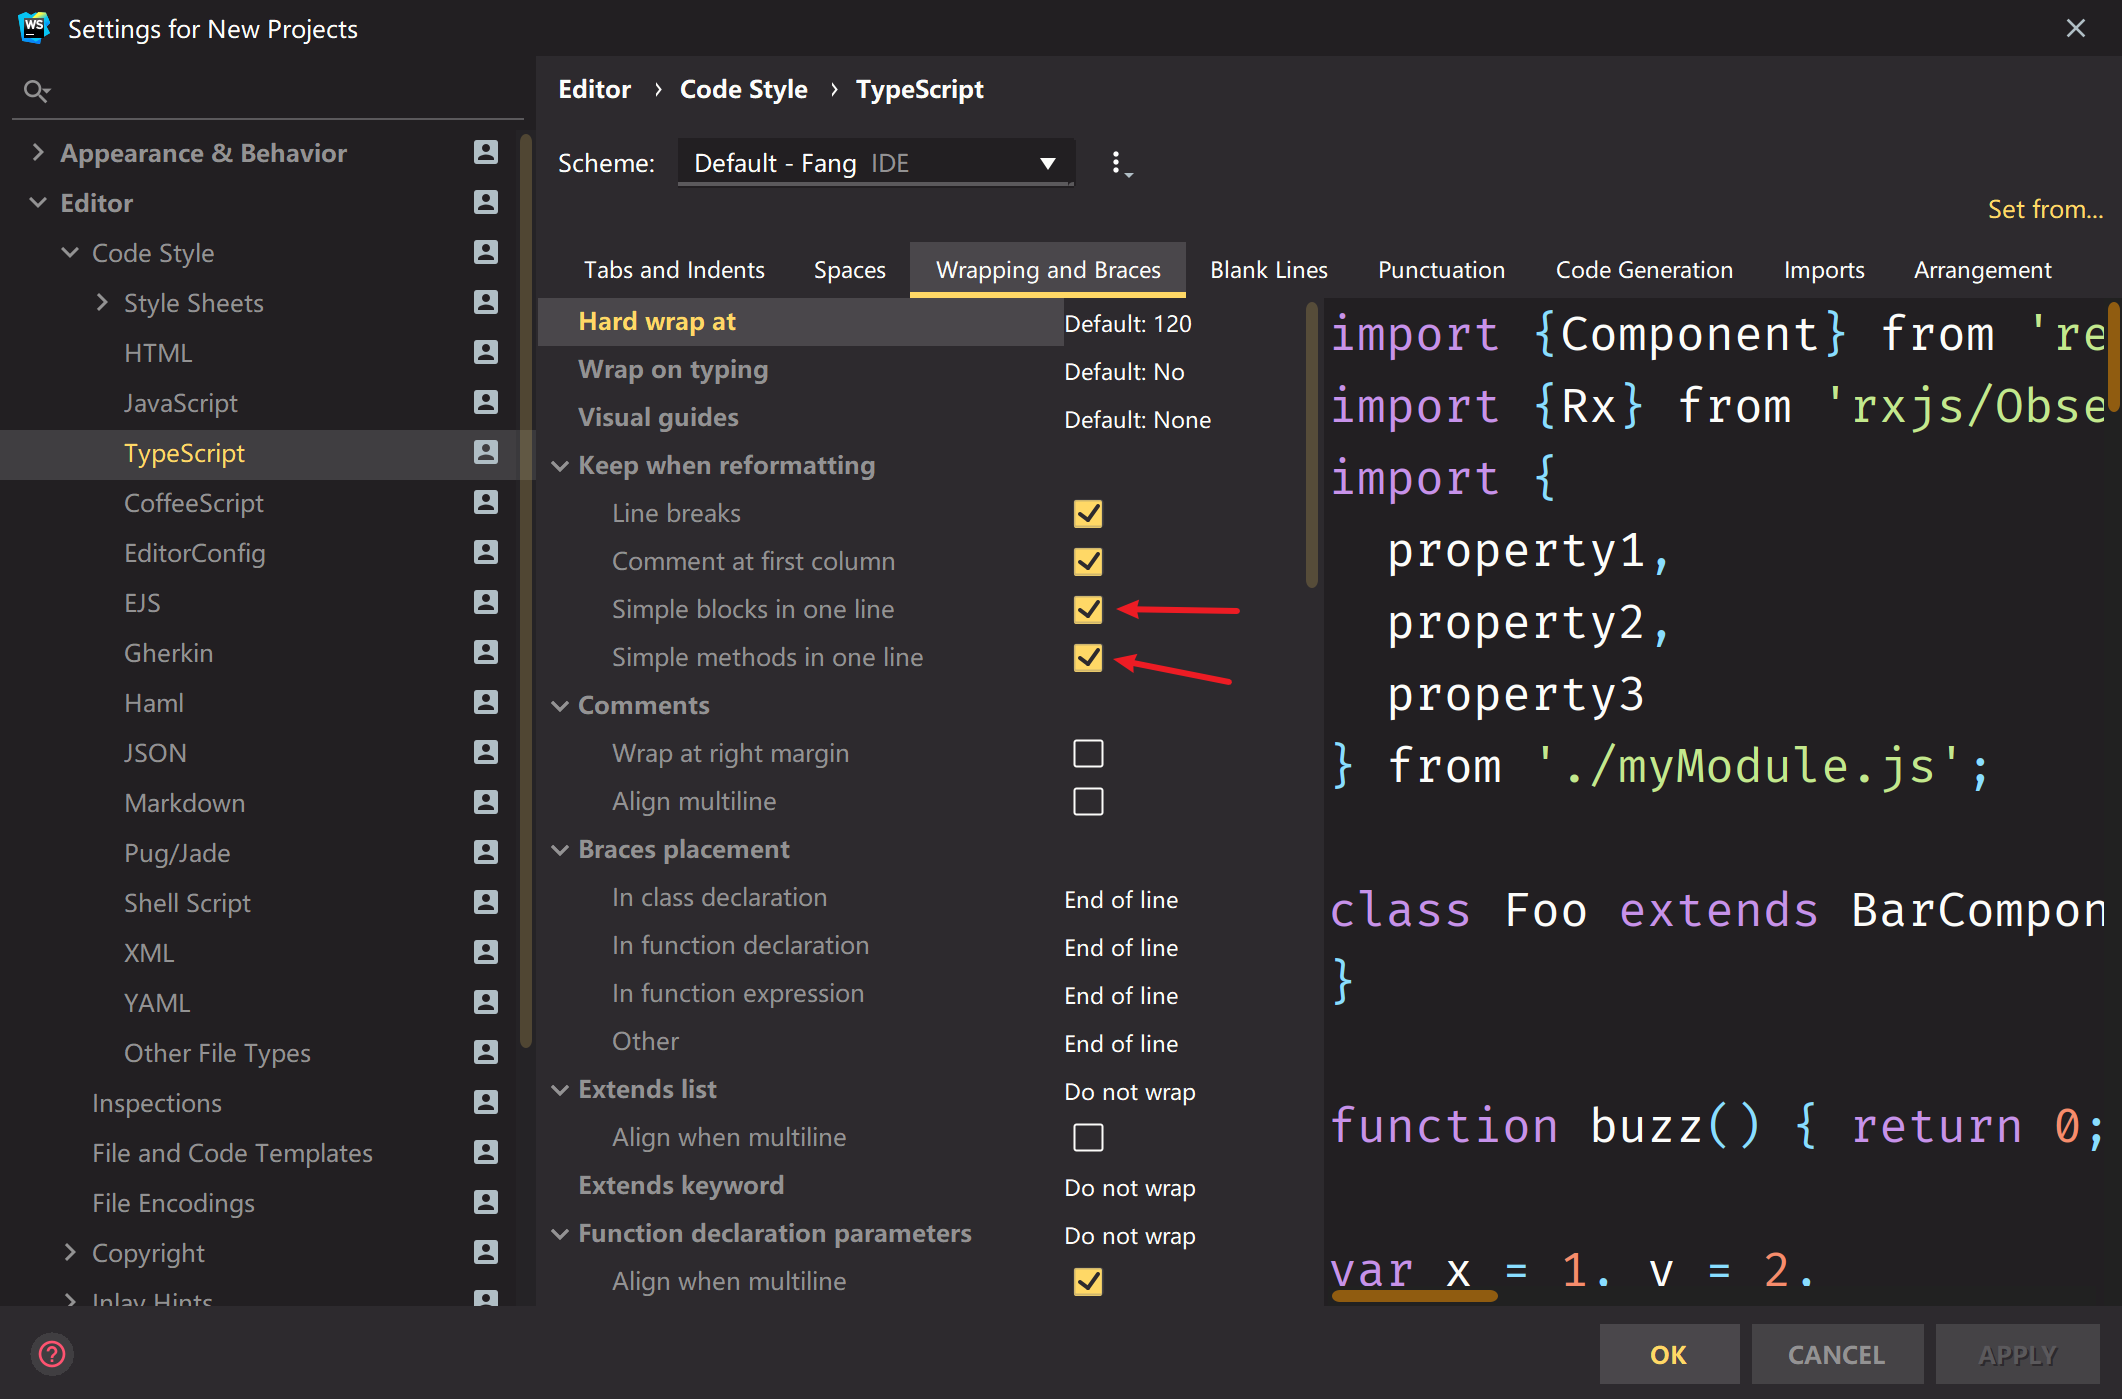 WS
Settings for New Projects
Appearance & Behavior
Editor
Code Style
Style Sheets
HTML
JavaScript
TypeScript
CoffeeScript
EditorConfig
EJS
Gherkin
Haml
JSON
Markdown
Pug/Jade
Shell Script
XML
YAML
Other File Types
Inspections
File and Code Templates
File Encodings
Copyright
Inlay Hints
Editor › Code Style › TypeScript
Scheme: Default - Fang IDE
Set from...
Tabs and Indents Spaces Wrapping and Braces Blank Lines Punctuation Code Generation Imports Arrangement
Hard wrap at Default: 120
Wrap on typing Default: No
Visual guides Default: None
Keep when reformatting
Line breaks
Comment at first column
Simple blocks in one line
Simple methods in one line
Comments
Wrap at right margin
Align multiline
Braces placement
In class declaration End of line
In function declaration End of line
In function expression End of line
Other End of line
Extends list Do not wrap
Align when multiline
Extends keyword Do not wrap
Function declaration parameters Do not wrap
Align when multiline
import {Component} from 're
import {Rx} from 'rxjs/Obse
import {
property1,
property2,
property3
} from './myModule.js';
class Foo extends BarCompon
}
function buzz() { return 0;
var x = 1, y = 2,
?
OK CANCEL APPLY